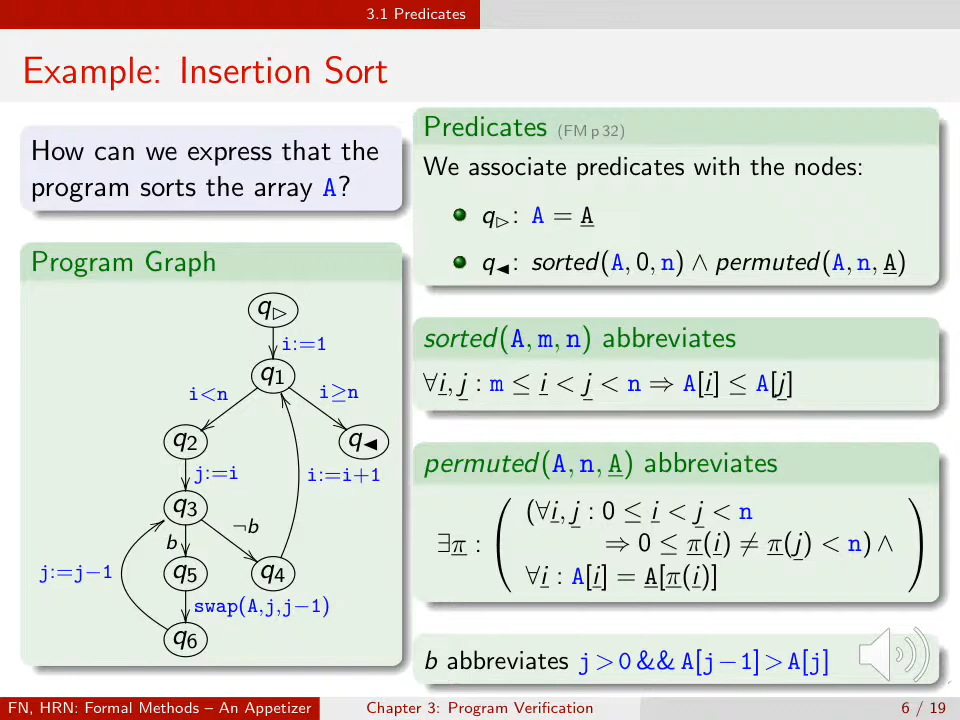 3.1 Predicates
Example: Insertion Sort
How can we express that the
program sorts the array A?
Program Graph
q▷
i:=1
q1
i<n
i≥n
q2
q◀
j:=i
i:=i+1
q3
¬b
b
j:=j−1
q5
q4
swap(A,j,j−1)
q6
Predicates (FM p 32)
We associate predicates with the nodes:
q▷: A = A̲
q◀: sorted(A, 0, n) ∧ permuted(A, n, A̲)
sorted(A, m, n) abbreviates
∀i̲, j̲ : m ≤ i̲ < j̲ < n ⇒ A[i̲] ≤ A[j̲]
permuted(A, n, A̲) abbreviates
(∀i̲, j̲ : 0 ≤ i̲ < j̲ < n
∃π̲ : ⇒ 0 ≤ π̲(i̲) ≠ π̲(j̲) < n) ∧
∀i̲ : A[i̲] = A̲[π̲(i̲)]
b abbreviates j>0 && A[j−1]>A[j]
FN, HRN: Formal Methods – An Appetizer
Chapter 3: Program Verification
6 / 19